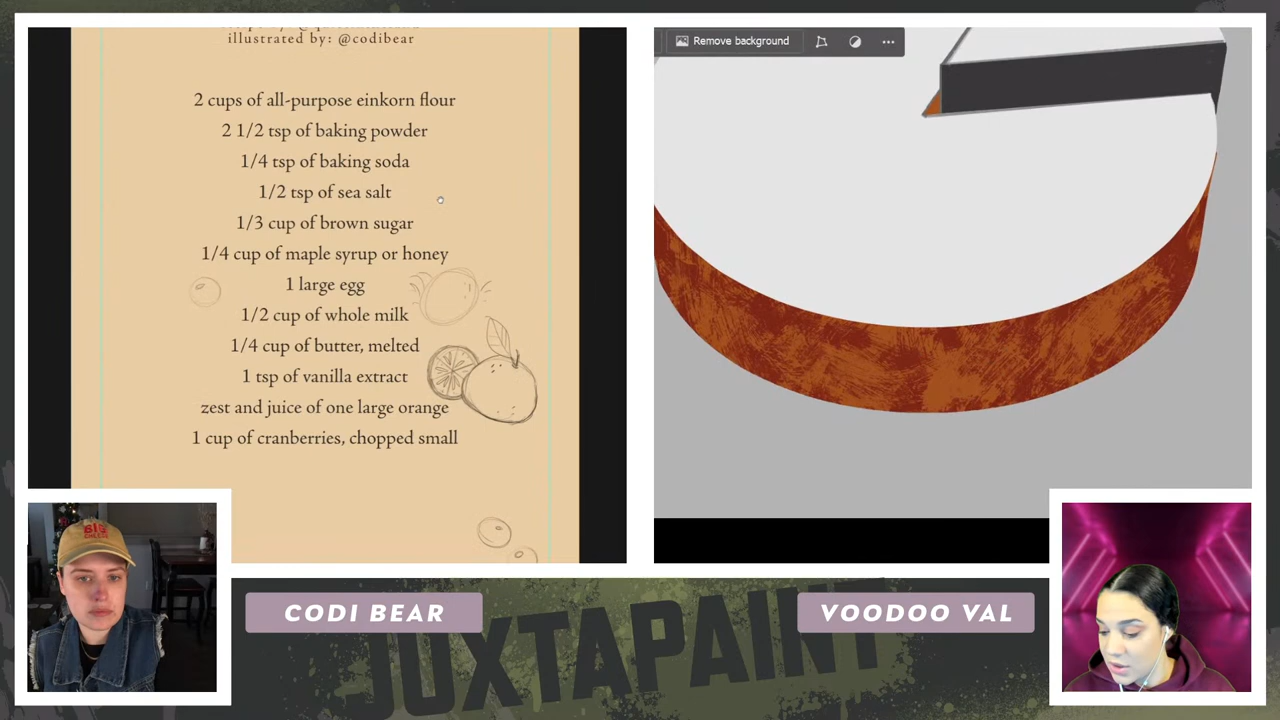 illustrated by: @codibear
2 cups of all-purpose einkorn flour
2 1/2 tsp of baking powder
1/4 tsp of baking soda
1/2 tsp of sea salt
1/3 cup of brown sugar
1/4 cup of maple syrup or honey
1 large egg
1/2 cup of whole milk
1/4 cup of butter, melted
1 tsp of vanilla extract
zest and juice of one large orange
1 cup of cranberries, chopped small
Remove background
BIG
CHEESE
CODI BEAR
VOODOO VAL
JUXTAPAINT